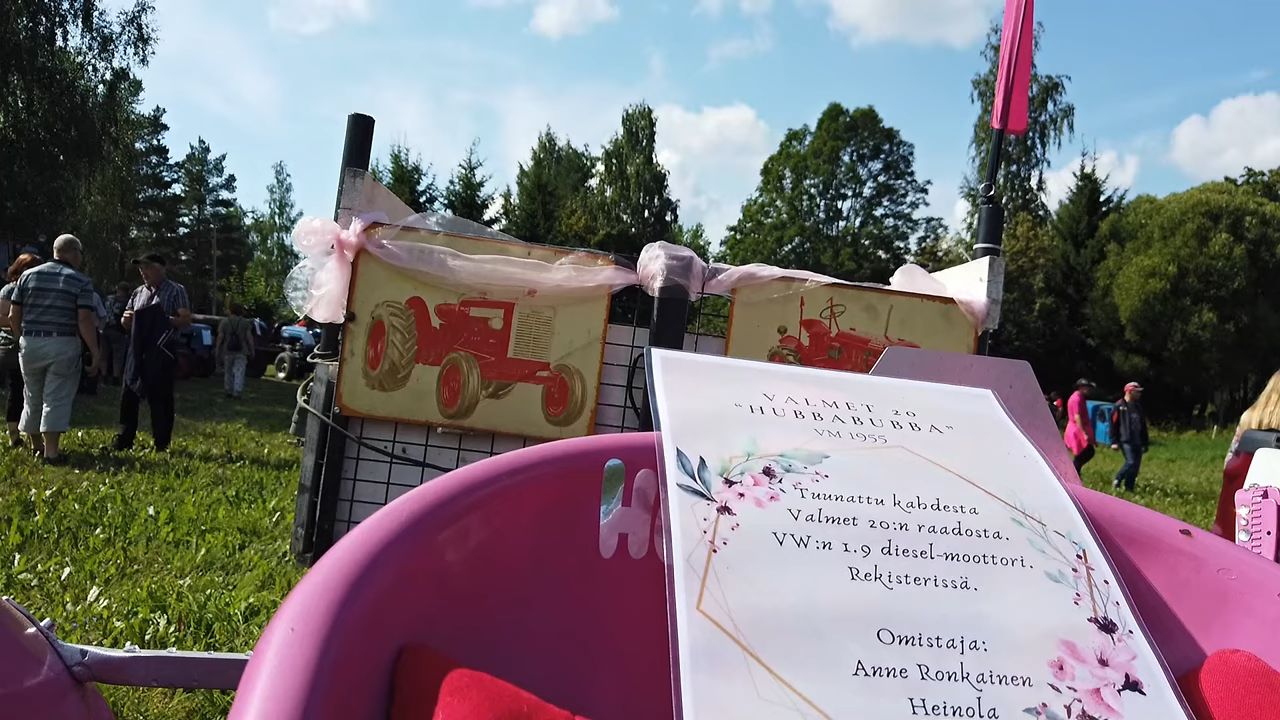 VALMET 20
"HUBBABUBBA"
VM 1955
Tuunattu kahdesta
Valmet 20:n raadosta.
VW:n 1.9 diesel-moottori.
Rekisterissä.
Omistaja:
Anne Ronkainen
Heinola